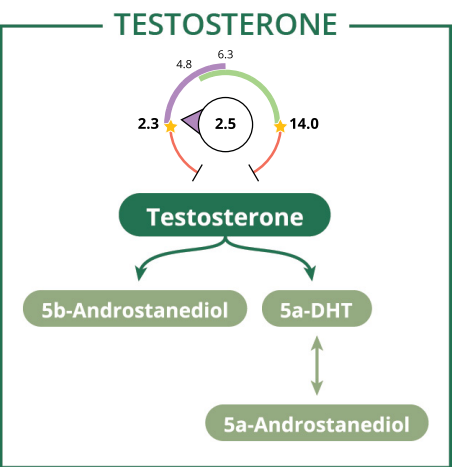 TESTOSTERONE
6.3
4.8
2.3
2.5
14.0
Testosterone
5b-Androstanediol
5a-DHT
5a-Androstanediol